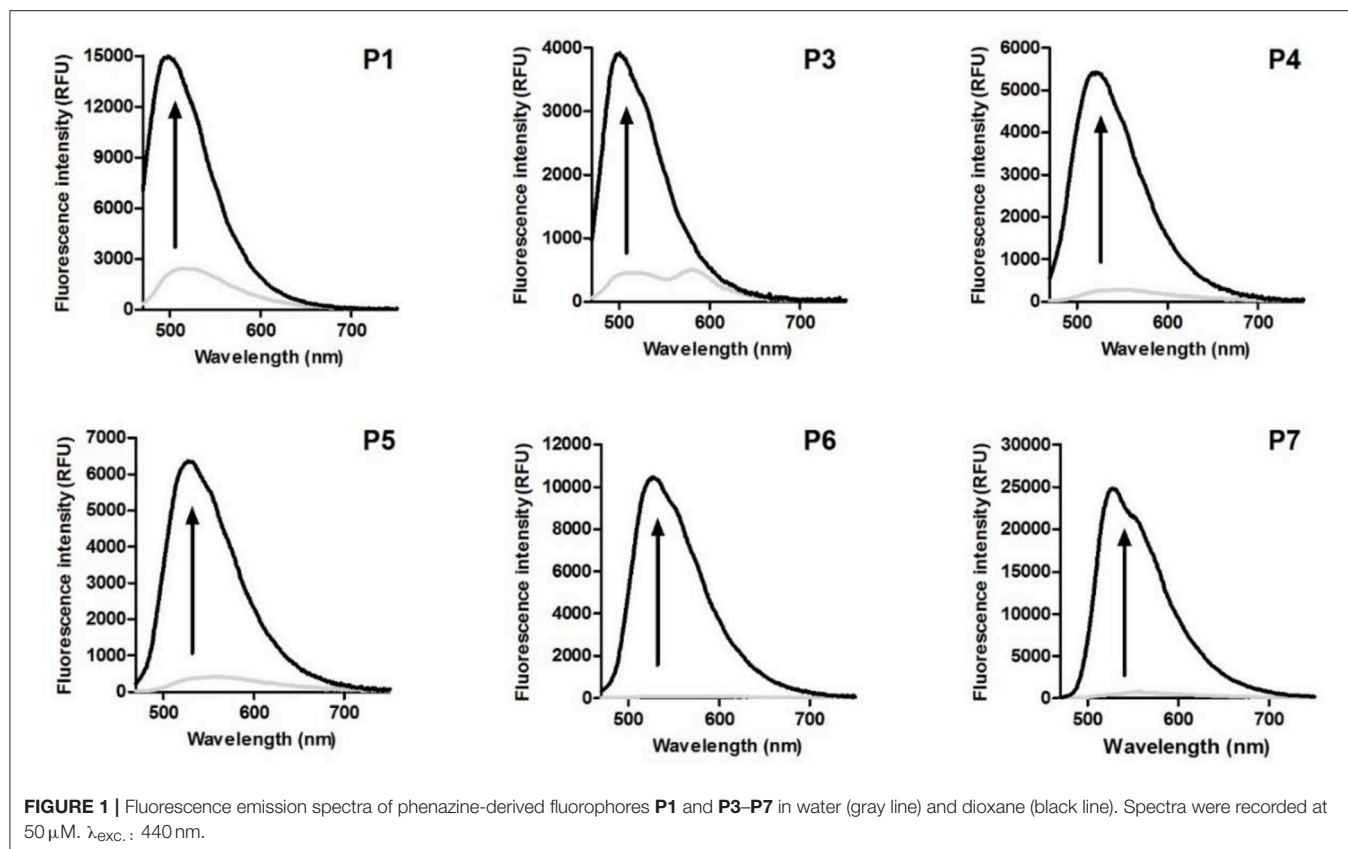 P1
Fluorescence intensity (RFU)
15000
12000
9000
6000
3000
0
500 600 700
Wavelength (nm)
P3
Fluorescence intensity (RFU)
4000
3000
2000
1000
0
500 600 700
Wavelength (nm)
P4
Fluorescence intensity (RFU)
6000
5000
4000
3000
2000
1000
0
500 600 700
Wavelength (nm)
P5
Fluorescence intensity (RFU)
7000
6000
5000
4000
3000
2000
1000
0
500 600 700
Wavelength (nm)
P6
Fluorescence intensity (RFU)
12000
10000
8000
6000
4000
2000
0
500 600 700
Wavelength (nm)
P7
Fluorescence intensity (RFU)
30000
25000
20000
15000
10000
5000
0
500 600 700
Wavelength (nm)
FIGURE 1 | Fluorescence emission spectra of phenazine-derived fluorophores P1 and P3–P7 in water (gray line) and dioxane (black line). Spectra were recorded at
50 μM. λexc.: 440 nm.